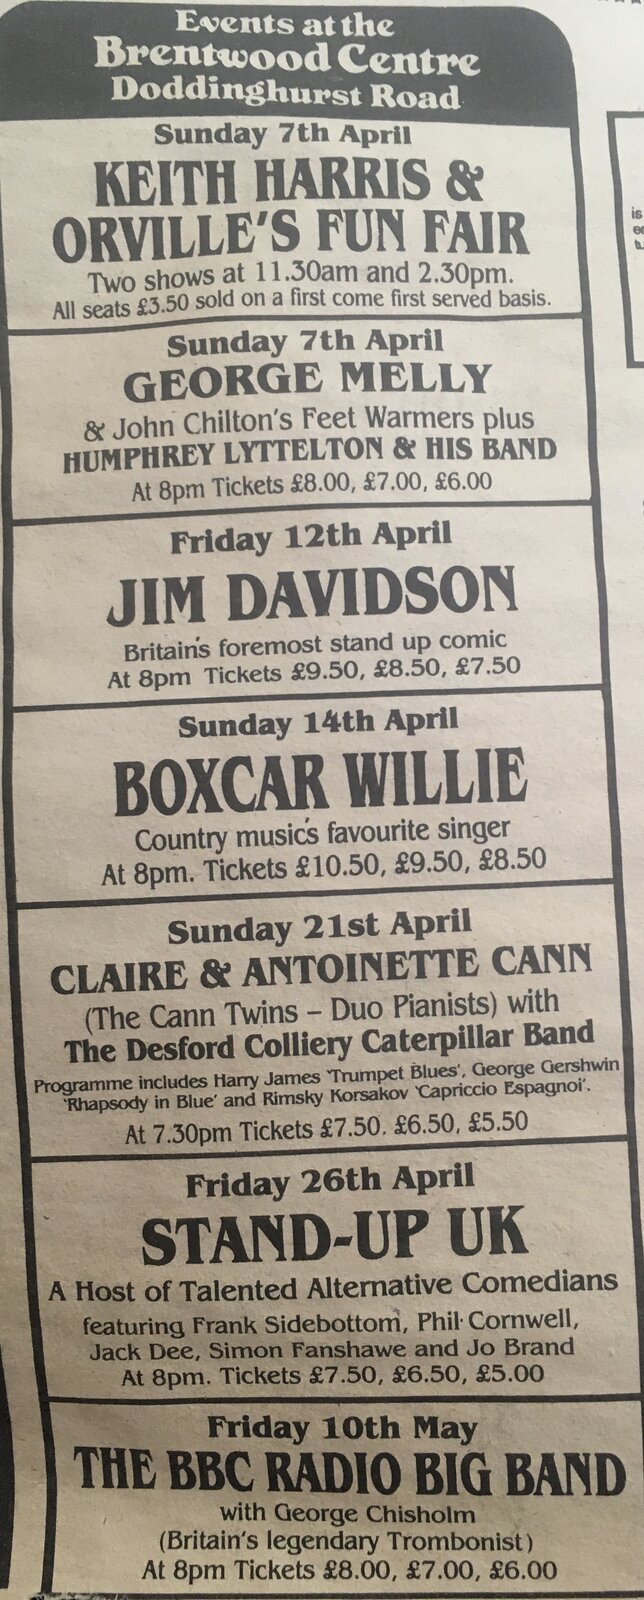 Events at the
Brentwood Centre
Doddinghurst Road
Sunday 7th April
KEITH HARRIS &
ORVILLE'S FUN FAIR
Two shows at 11.30am and 2.30pm.
All seats £3.50 sold on a first come first served basis.
Sunday 7th April
GEORGE MELLY
& John Chilton's Feet Warmers plus
HUMPHREY LYTTELTON & HIS BAND
At 8pm Tickets £8.00, £7.00, £6.00
Friday 12th April
JIM DAVIDSON
Britain's foremost stand up comic
At 8pm Tickets £9.50, £8.50, £7.50
Sunday 14th April
BOXCAR WILLIE
Country music's favourite singer
At 8pm. Tickets £10.50, £9.50, £8.50
Sunday 21st April
CLAIRE & ANTOINETTE CANN
(The Cann Twins – Duo Pianists) with
The Desford Colliery Caterpillar Band
Programme includes Harry James 'Trumpet Blues', George Gershwin
'Rhapsody in Blue' and Rimsky Korsakov 'Capriccio Espagnoi'.
At 7.30pm Tickets £7.50. £6.50, £5.50
Friday 26th April
STAND-UP UK
A Host of Talented Alternative Comedians
featuring Frank Sidebottom, Phil Cornwell,
Jack Dee, Simon Fanshawe and Jo Brand
At 8pm. Tickets £7.50, £6.50, £5.00
Friday 10th May
THE BBC RADIO BIG BAND
with George Chisholm
(Britain's legendary Trombonist)
At 8pm Tickets £8.00, £7.00, £6.00